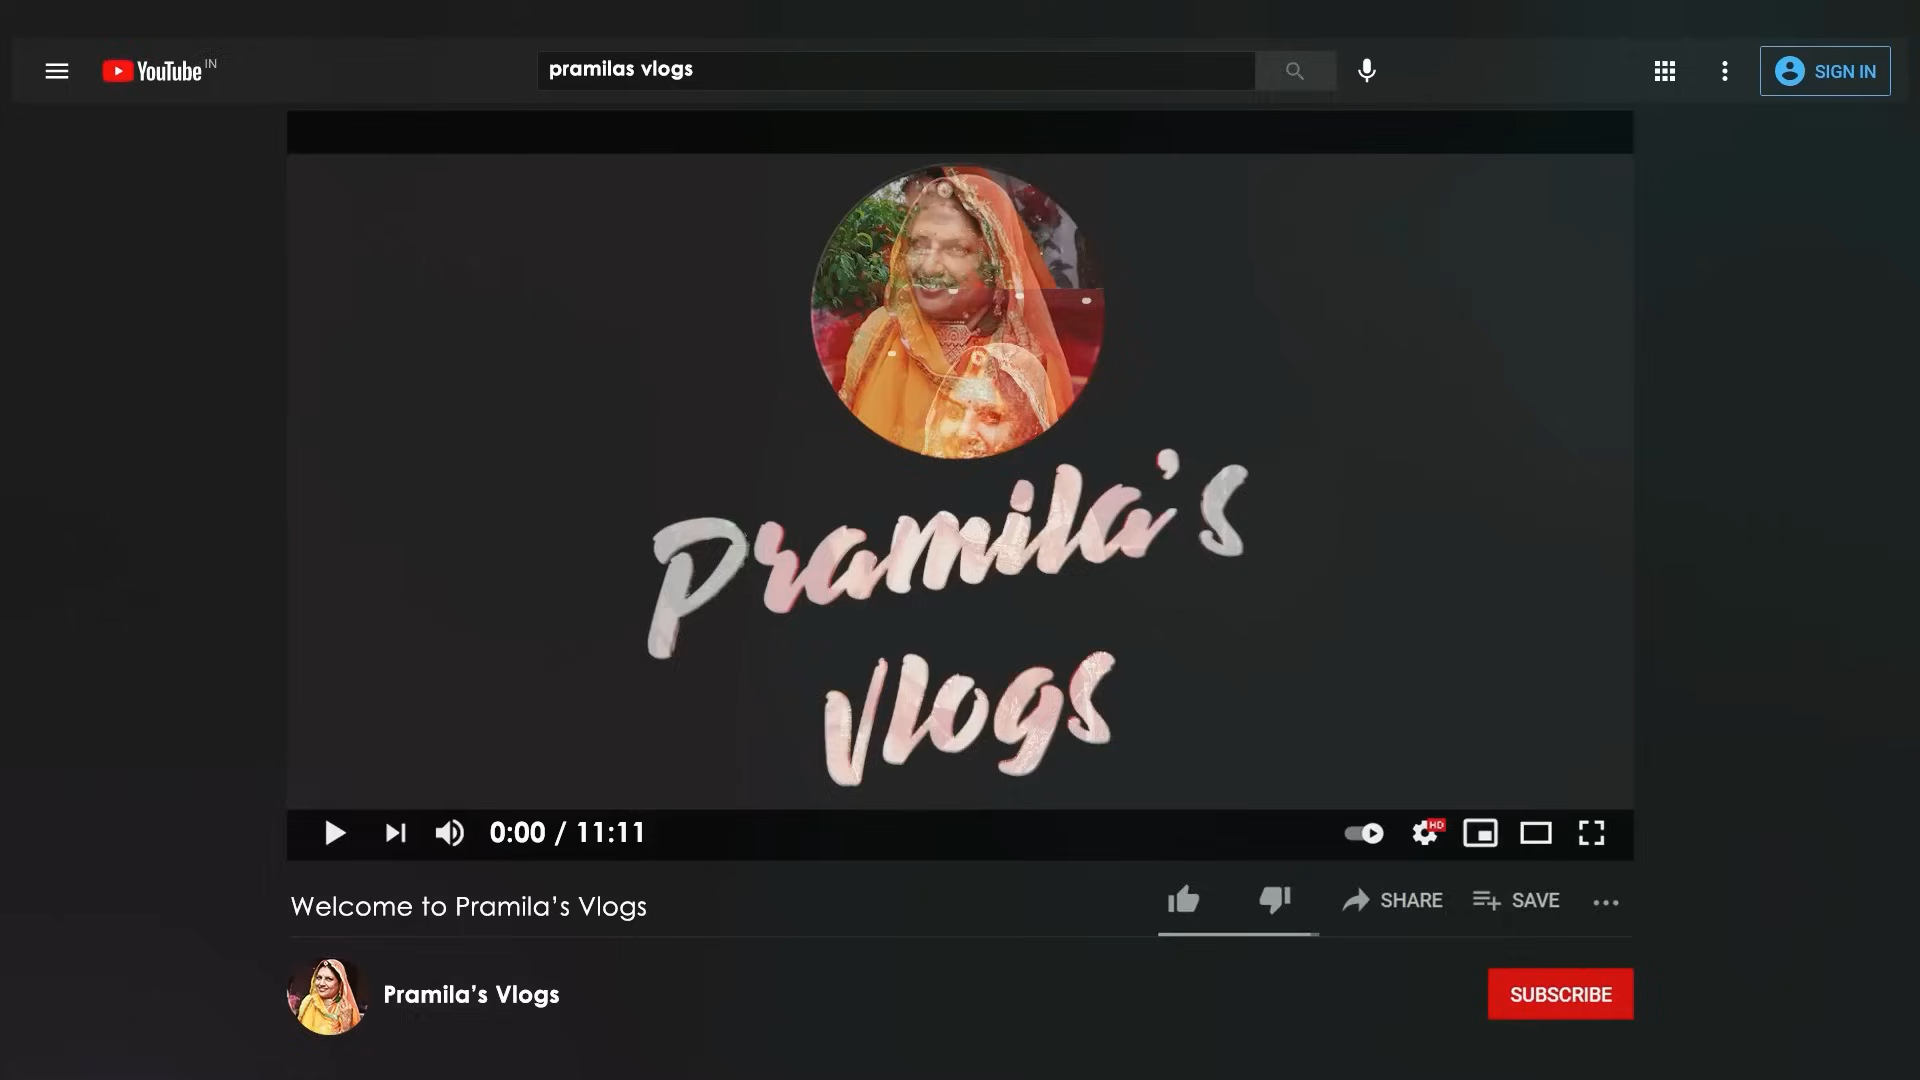 YouTube IN
pramilas vlogs
SIGN IN
Pramila's
Vlogs
0:00 / 11:11
HD
Welcome to Pramila's Vlogs
SHARE
SAVE
Pramila's Vlogs
SUBSCRIBE